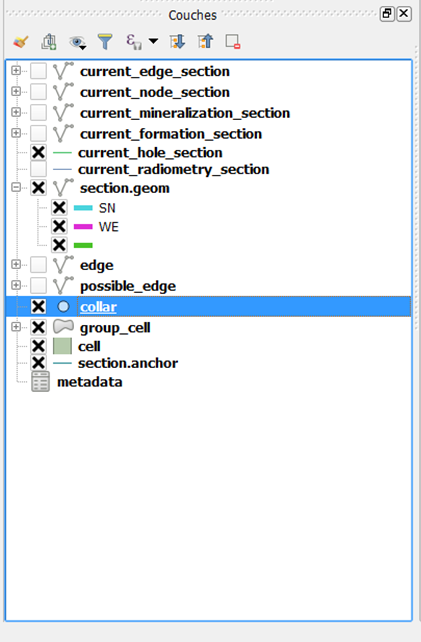 Couches
current_edge_section
current_node_section
current_mineralization_section
current_formation_section
current_hole_section
current_radiometry_section
section.geom
SN
WE
edge
possible_edge
collar
group_cell
cell
section.anchor
metadata